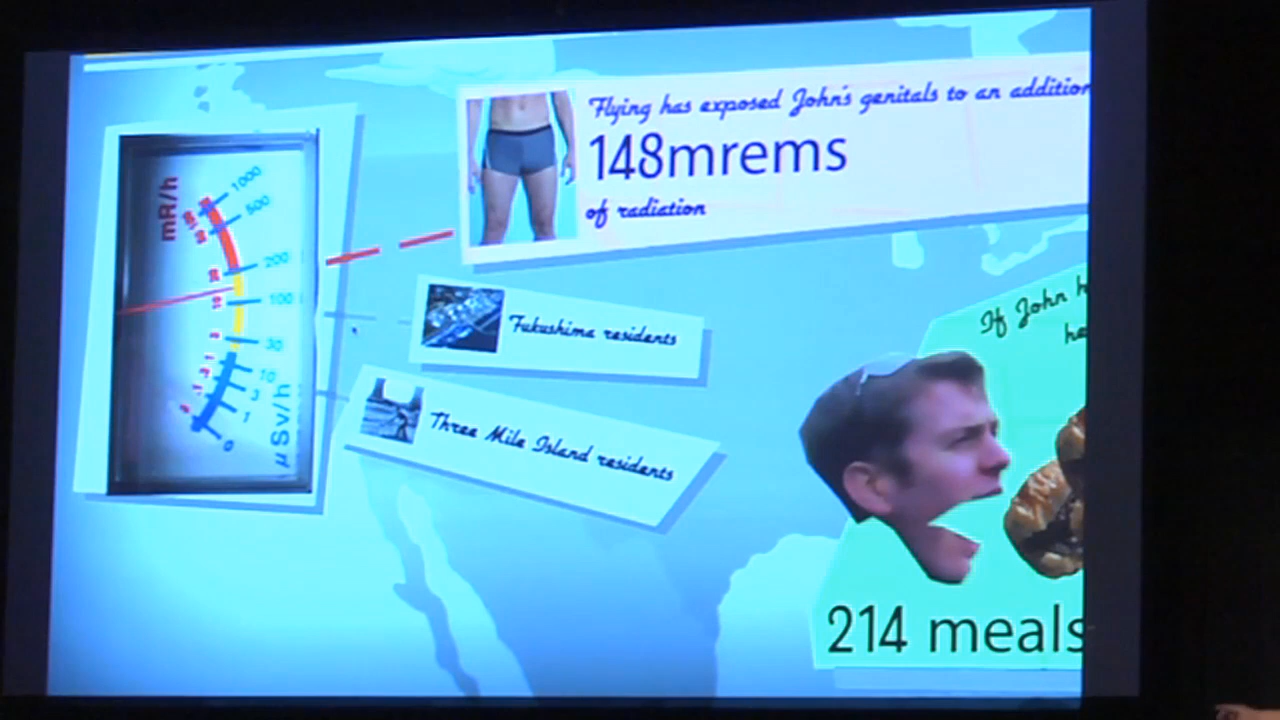 Flying has exposed John's genitals to an addition
148mrems
of radiation
mR/h
1000
500
200
100
30
10
3
1
0
μSv/h
Fukushima residents
Three Mile Island residents
If John h
he
214 meals